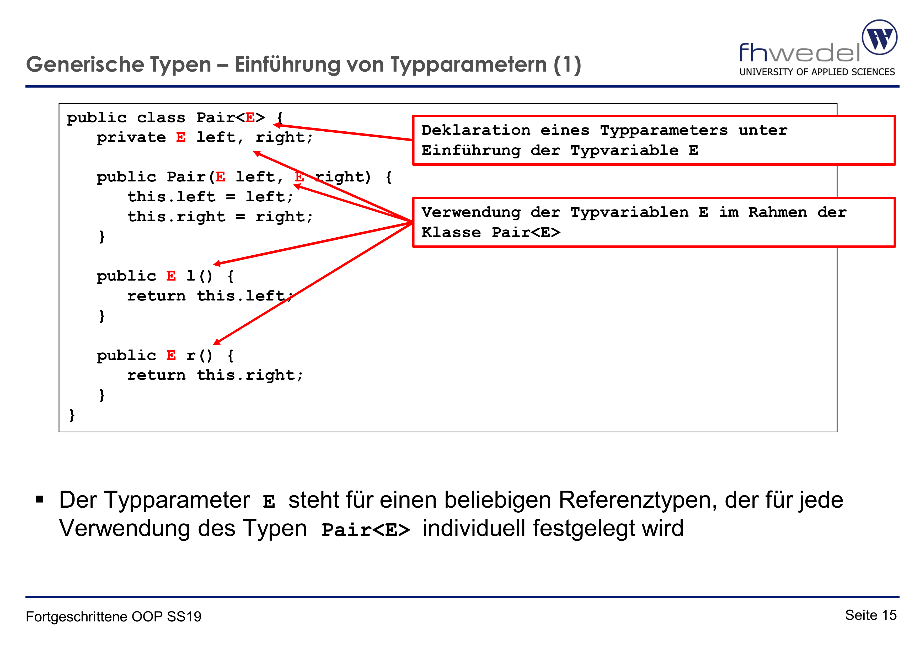 Generische Typen – Einführung von Typparametern (1)
fhwedel
W
UNIVERSITY OF APPLIED SCIENCES
public class Pair<E> {
private E left, right;
public Pair(E left, E right) {
this.left = left;
this.right = right;
}
public E l() {
return this.left;
}
public E r() {
return this.right;
}
}
Deklaration eines Typparameters unter
Einführung der Typvariable E
Verwendung der Typvariablen E im Rahmen der
Klasse Pair<E>
▪ Der Typparameter E steht für einen beliebigen Referenztypen, der für jede
Verwendung des Typen Pair<E> individuell festgelegt wird
Fortgeschrittene OOP SS19
Seite 15